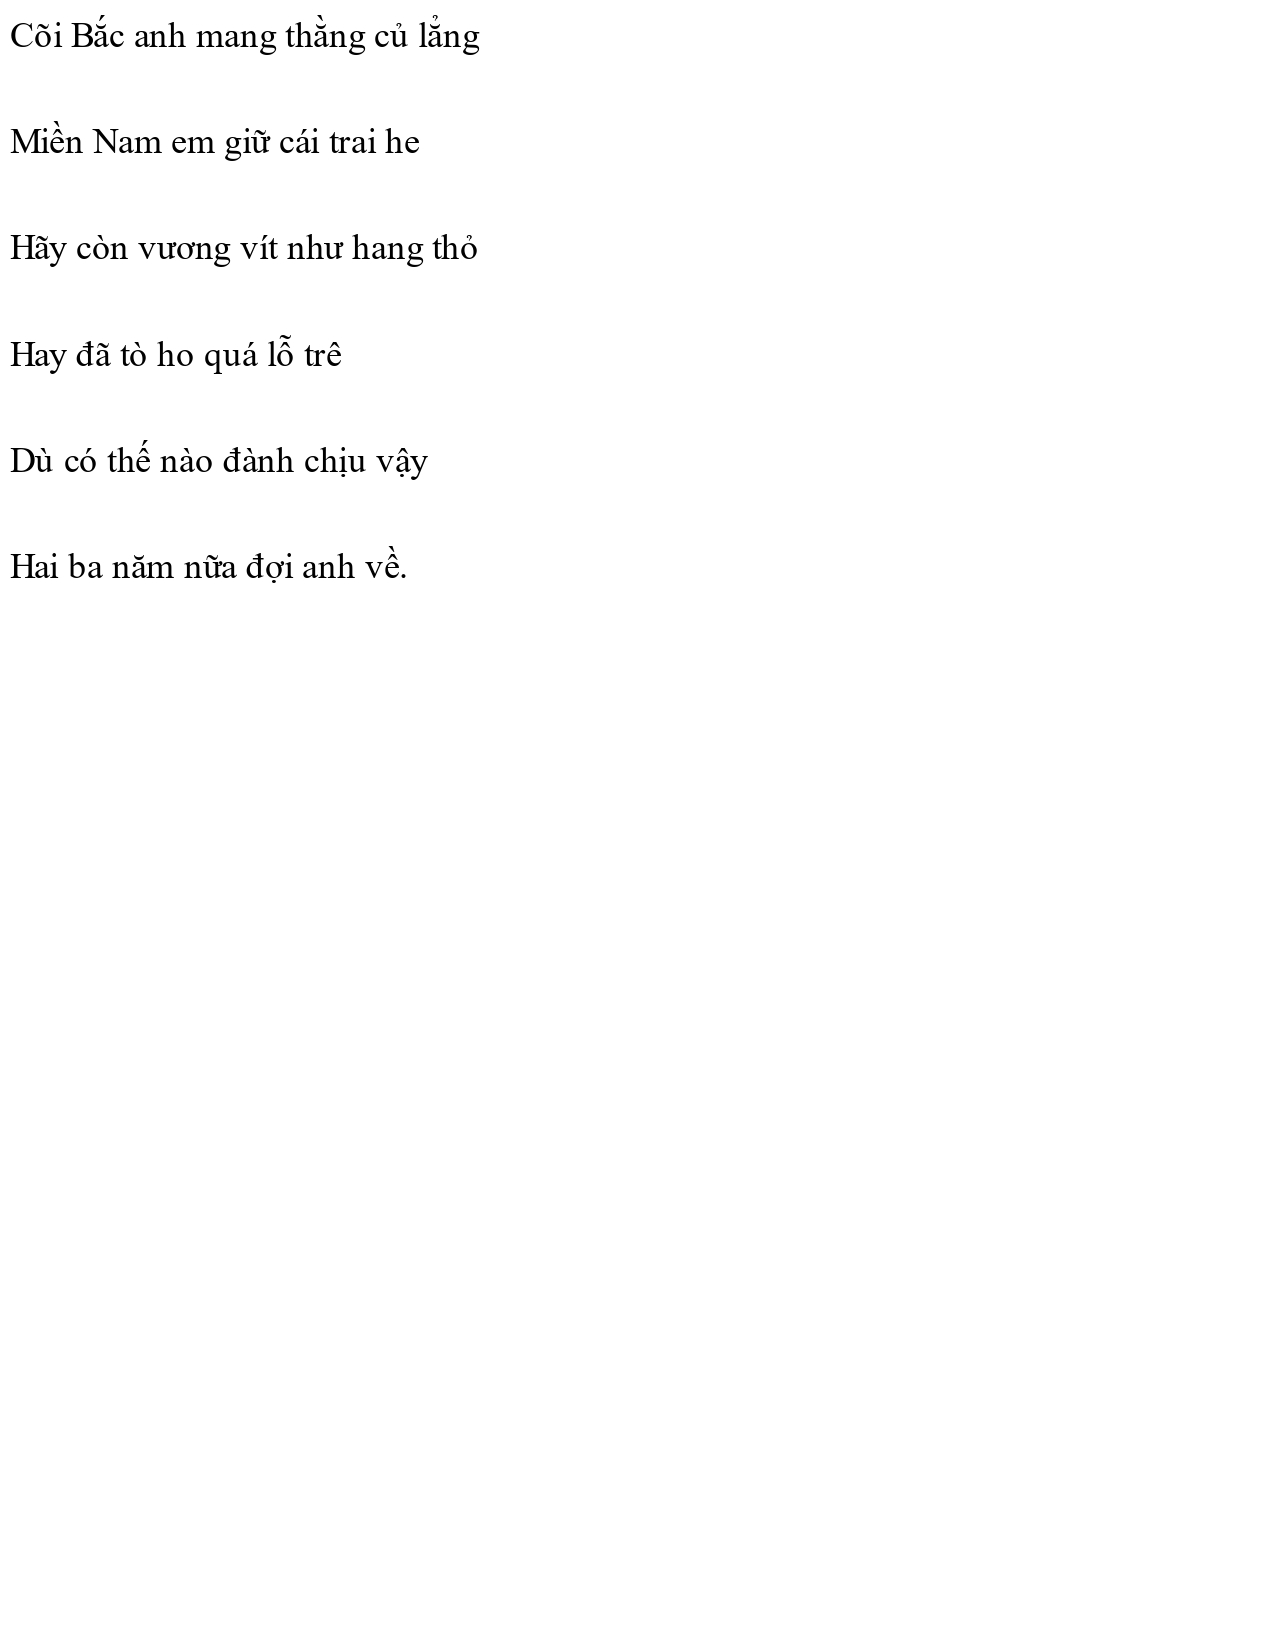 Cõi Bắc anh mang thằng củ lẳng
Miền Nam em giữ cái trai he
Hãy còn vương vít như hang thỏ
Hay đã tò ho quá lỗ trê
Dù có thế nào đành chịu vậy
Hai ba năm nữa đợi anh về.